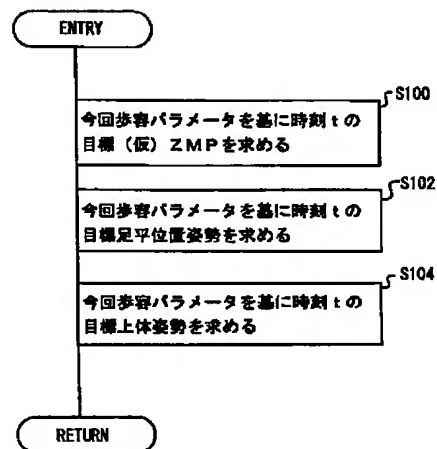 ENTRY
S100
今回歩容パラメータを基に時刻tの
目標（仮）ZMPを求める
S102
今回歩容パラメータを基に時刻tの
目標足平位置姿勢を求める
S104
今回歩容パラメータを基に時刻tの
目標上体姿勢を求める
RETURN